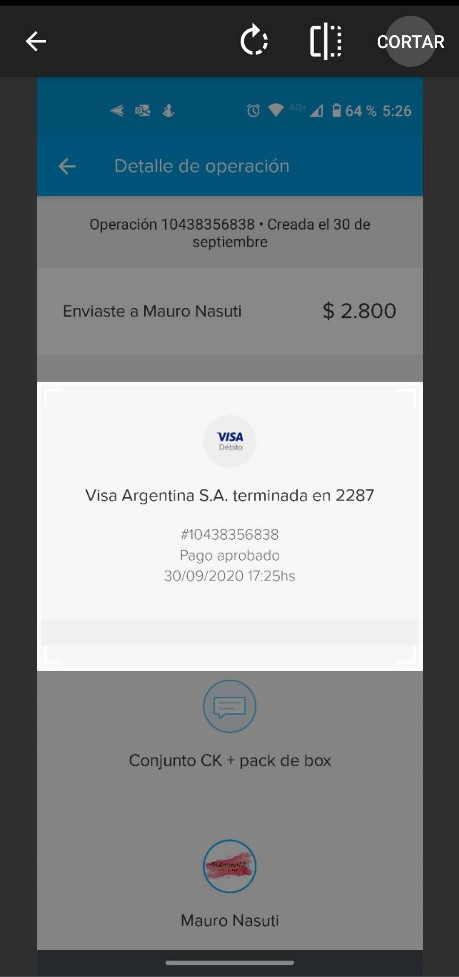 CORTAR
4G+ 64 % 5:26
Detalle de operación
Operación 10438356838 • Creada el 30 de
septiembre
Enviaste a Mauro Nasuti $ 2.800
VISA
Débito
Visa Argentina S.A. terminada en 2287
#10438356838
Pago aprobado
30/09/2020 17:25hs
Conjunto CK + pack de box
Mauro Nasuti